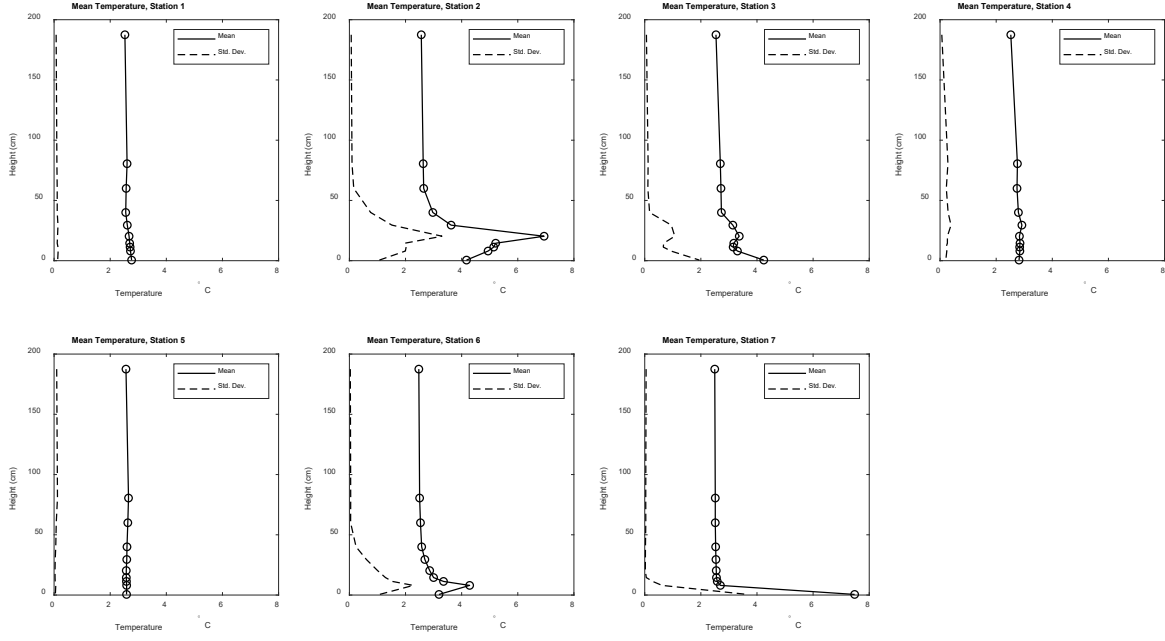 Mean Temperature, Station 1
200
150
100
50
0
Height (cm)
Mean
Std. Dev.
2
4
6
8
Temperature
° C
Mean Temperature, Station 2
200
150
100
50
0
Height (cm)
Mean
Std. Dev.
2
4
6
8
Temperature
° C
Mean Temperature, Station 3
200
150
100
50
0
Height (cm)
Mean
Std. Dev.
2
4
6
8
Temperature
° C
Mean Temperature, Station 4
200
150
100
50
0
Height (cm)
Mean
Std. Dev.
2
4
6
8
Temperature
° C
Mean Temperature, Station 5
200
150
100
50
0
Height (cm)
Mean
Std. Dev.
2
4
6
8
Temperature
° C
Mean Temperature, Station 6
200
150
100
50
0
Height (cm)
Mean
Std. Dev.
2
4
6
8
Temperature
° C
Mean Temperature, Station 7
200
150
100
50
0
Height (cm)
Mean
Std. Dev.
2
4
6
8
Temperature
° C